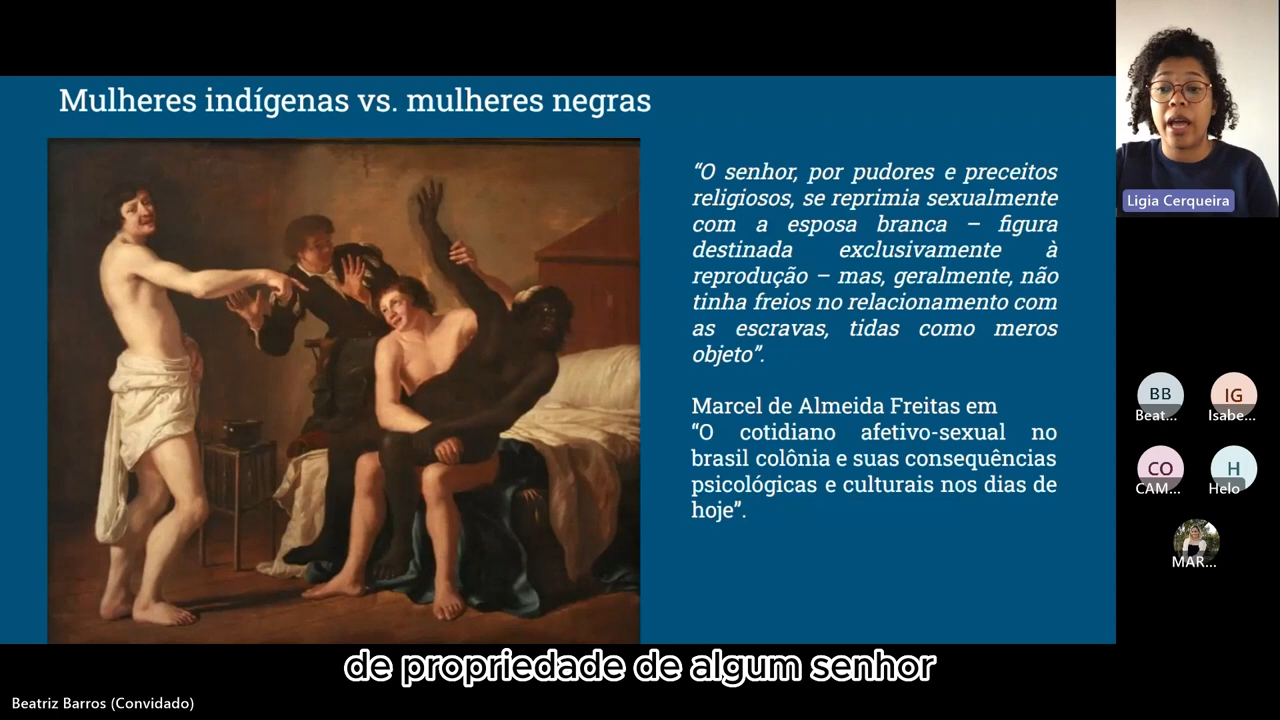 Mulheres indígenas vs. mulheres negras
“O senhor, por pudores e preceitos
religiosos, se reprimia sexualmente
com a esposa branca – figura
destinada exclusivamente à
reprodução – mas, geralmente, não
tinha freios no relacionamento com
as escravas, tidas como meros
objeto”.
Marcel de Almeida Freitas em
“O cotidiano afetivo-sexual no
brasil colônia e suas consequências
psicológicas e culturais nos dias de
hoje”.
Ligia Cerqueira
BB
Beat...
IG
Isabe...
CO
CAM...
H
Helo
MAR...
de propriedade de algum senhor
Beatriz Barros (Convidado)